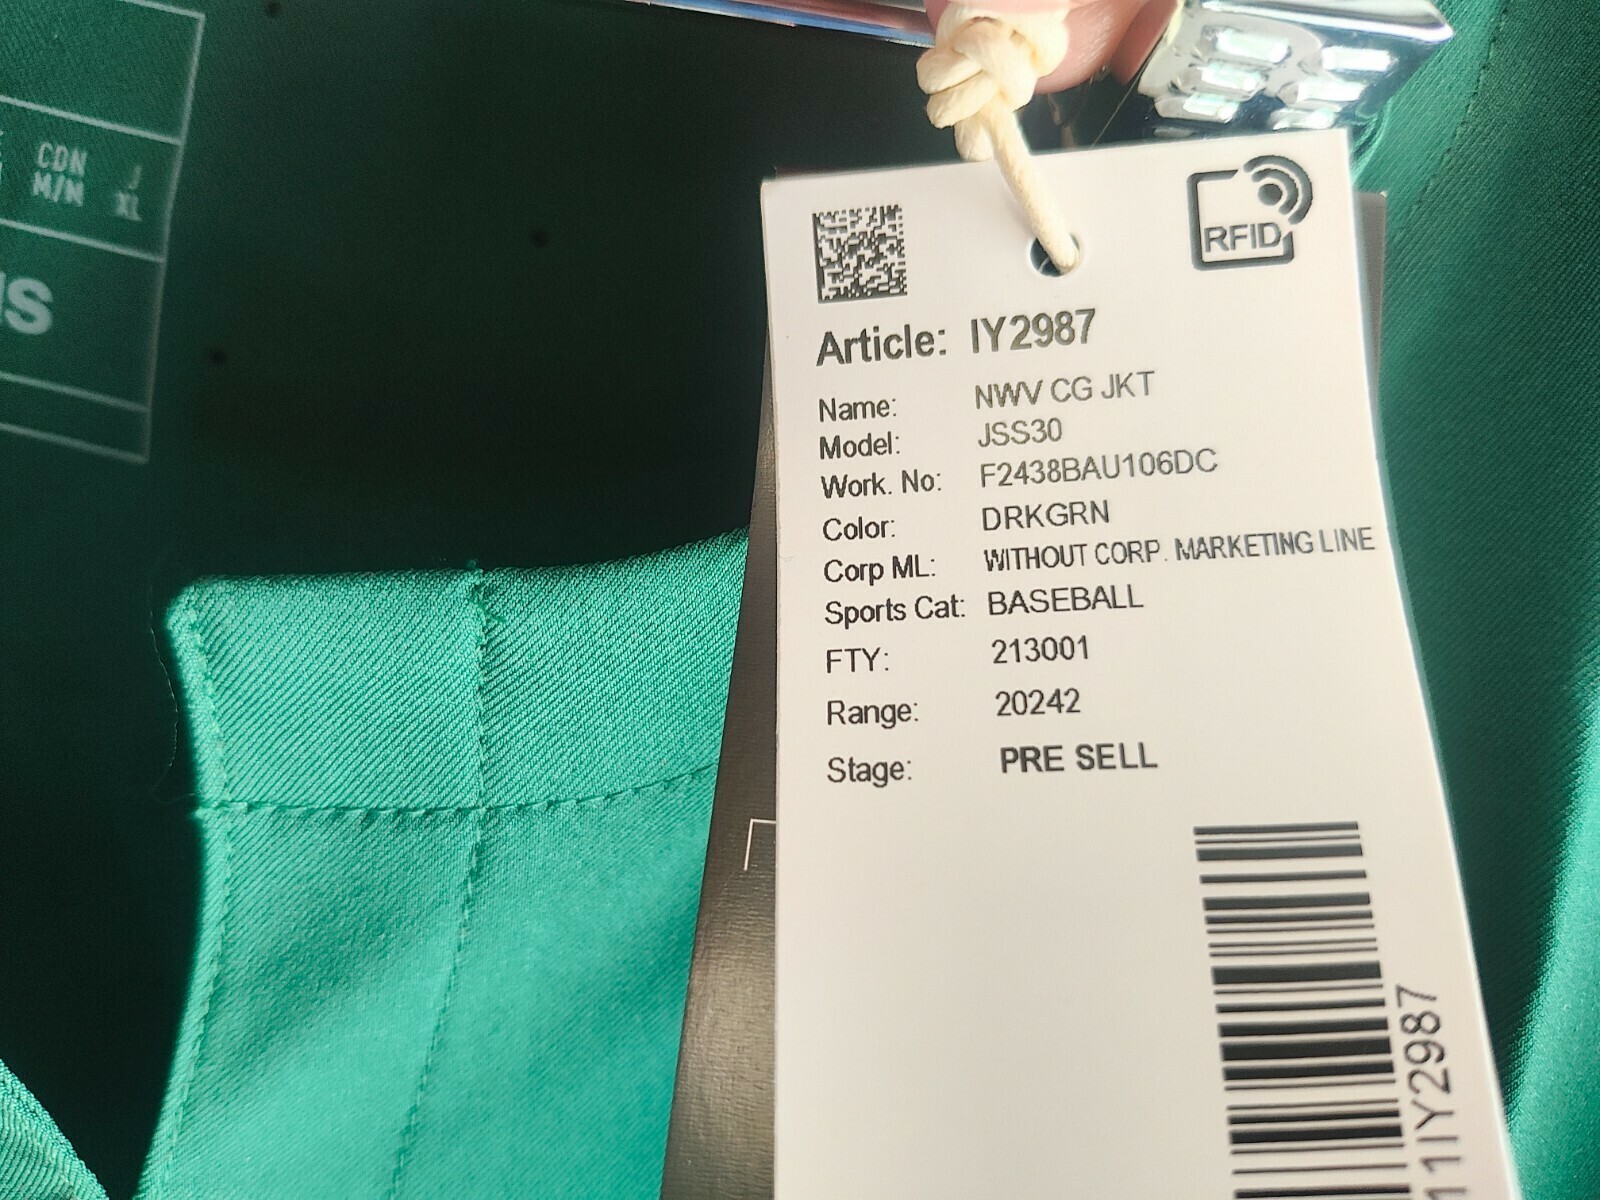 CDN J
M/M XL
RFID
Article: IY2987
Name: NWV CG JKT
Model: JSS30
Work. No: F2438BAU106DC
Color: DRKGRN
Corp ML: WITHOUT CORP. MARKETING LINE
Sports Cat: BASEBALL
FTY: 213001
Range: 20242
Stage: PRE SELL
1IY2987